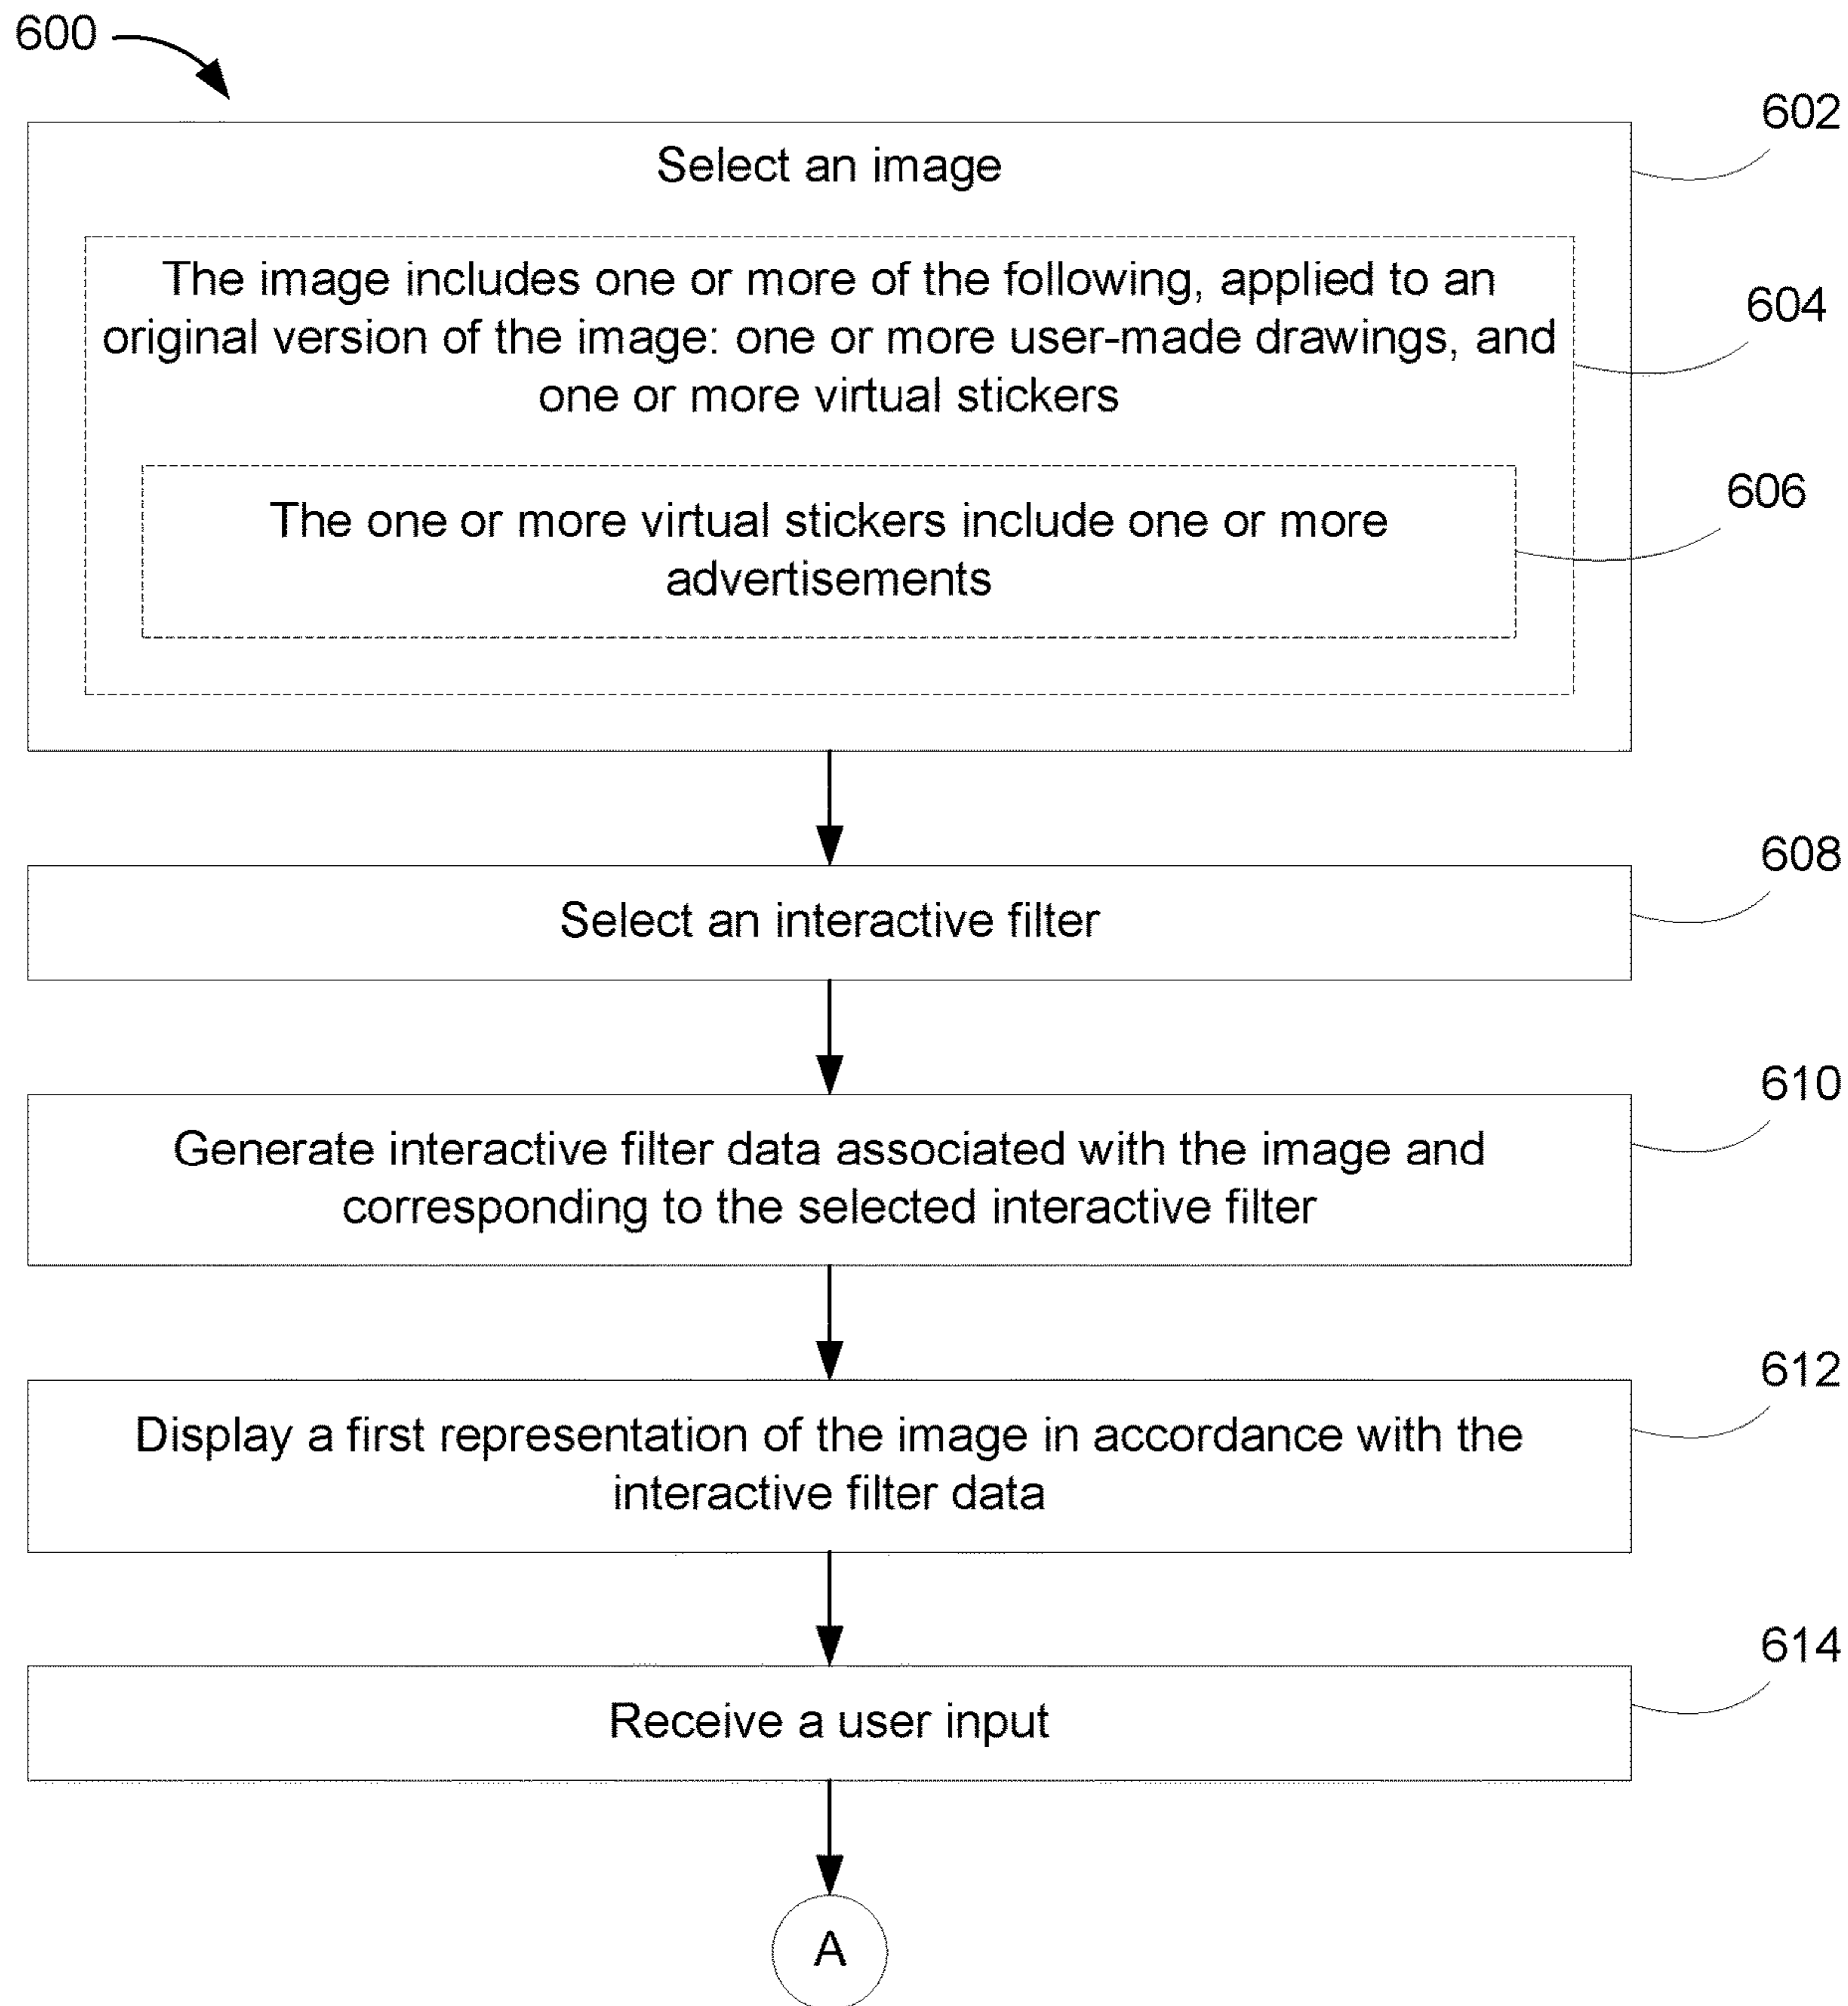 600
602
Select an image
The image includes one or more of the following, applied to an
original version of the image: one or more user-made drawings, and
one or more virtual stickers
604
The one or more virtual stickers include one or more
advertisements
606
608
Select an interactive filter
610
Generate interactive filter data associated with the image and
corresponding to the selected interactive filter
612
Display a first representation of the image in accordance with the
interactive filter data
614
Receive a user input
A